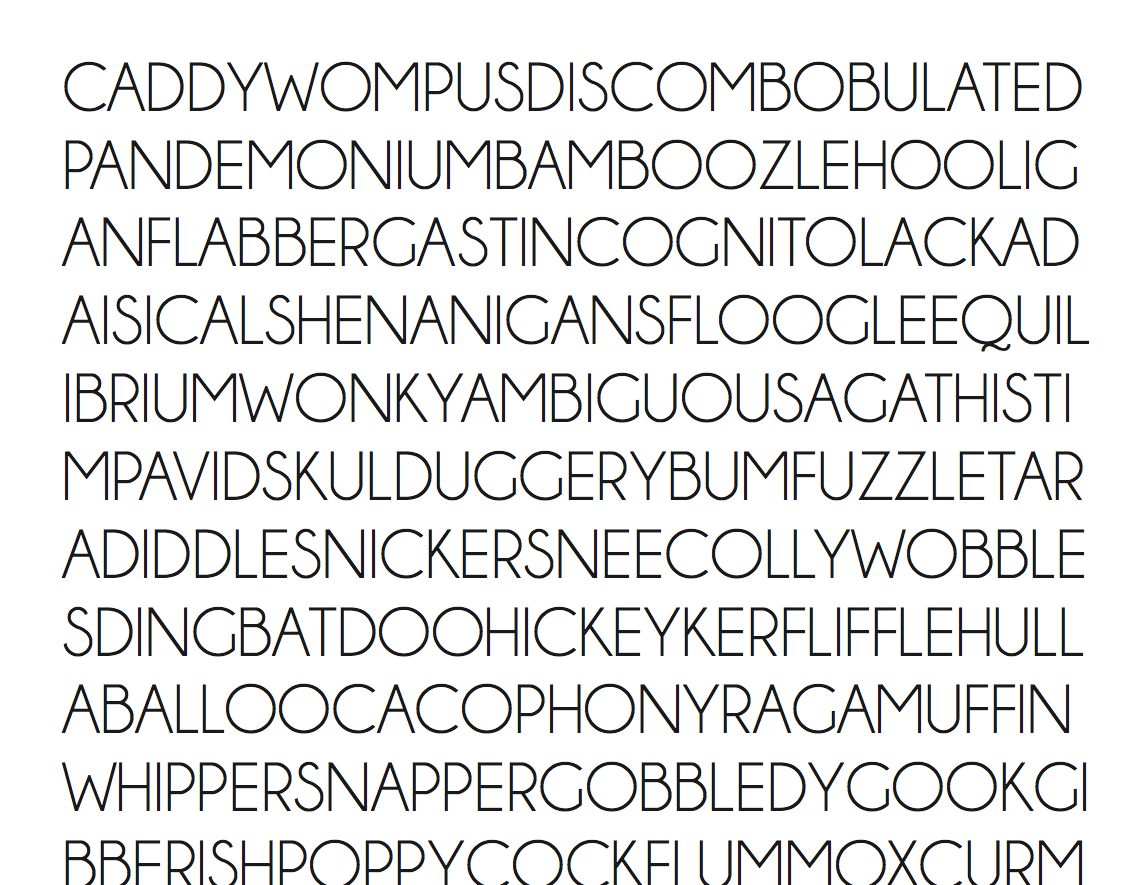 CADDYWOMPUSDISCOMBOBULATED
PANDEMONIUMBAMBOOZLEHOOLIG
ANFLABBERGASTINCOGNITOLACKAD
AISICALSHENANIGANSFLOOGLEEQUIL
IBRIUMWONKYAMBIGUOUSAGATHISTI
MPAVIDSKULDUGGERYBUMFUZZLETAR
ADIDDLESNICKERSNEECOLLYWOBBLE
SDINGBATDOOHICKEYKERFLIFFLEHULL
ABALLOOCACOPHONYRAGAMUFFIN
WHIPPERSNAPPERGOBBLEDYGOOKGI
BBERISHPOPPYCOCKFLUMMOXCURM